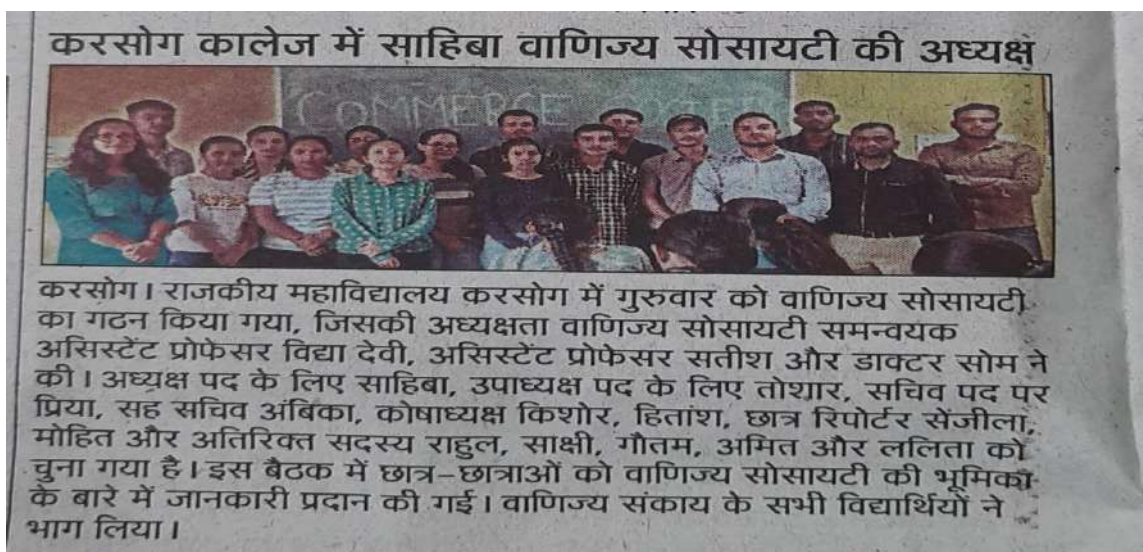 करसोग कालेज में साहिबा वाणिज्य सोसायटी की अध्यक्ष
COMMERCE
करसोग। राजकीय महाविद्यालय करसोग में गुरुवार को वाणिज्य सोसायटी
का गठन किया गया, जिसकी अध्यक्षता वाणिज्य सोसायटी समन्वयक
असिस्टेंट प्रोफेसर विद्या देवी, असिस्टेंट प्रोफेसर सतीश और डाक्टर सोम ने
की। अध्यक्ष पद के लिए साहिबा, उपाध्यक्ष पद के लिए तोशार, सचिव पद पर
प्रिया, सह सचिव अंबिका, कोषाध्यक्ष किशोर, हितांश, छात्र रिपोर्टर सेंजीला,
मोहित और अतिरिक्त सदस्य राहुल, साक्षी, गौतम, अमित और ललिता को
चुना गया है। इस बैठक में छात्र-छात्राओं को वाणिज्य सोसायटी की भूमिका
के बारे में जानकारी प्रदान की गई। वाणिज्य संकाय के सभी विद्यार्थियों ने
भाग लिया।